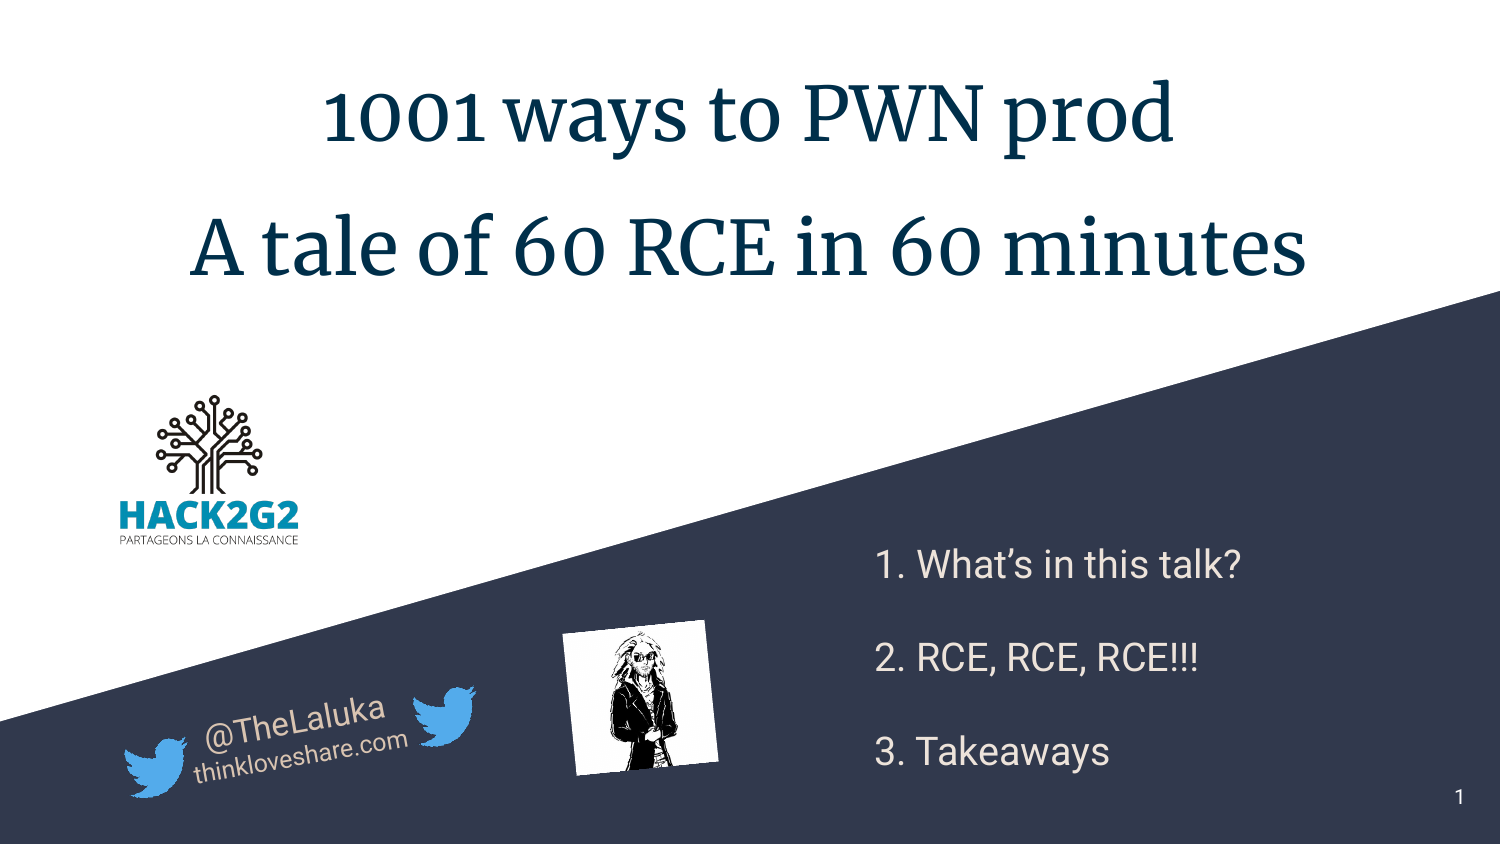 1001 ways to PWN prod
A tale of 60 RCE in 60 minutes
HACK2G2
PARTAGEONS LA CONNAISSANCE
1. What’s in this talk?
2. RCE, RCE, RCE!!!
3. Takeaways
@TheLaluka
thinkloveshare.com
1